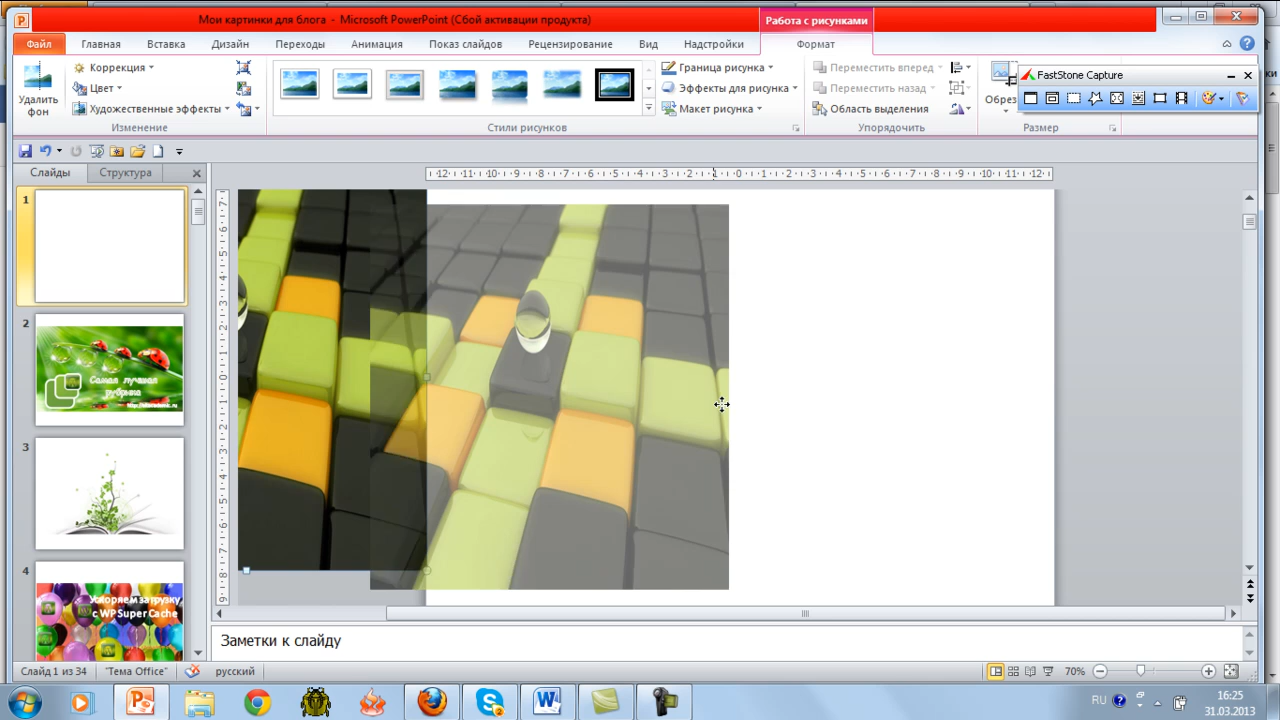 Мои картинки для блога - Microsoft PowerPoint (Сбой активации продукта)
Работа с рисунками
Файл Главная Вставка Дизайн Переходы Анимация Показ слайдов Рецензирование Вид Надстройки Формат
FastStone Capture
Удалить фон
Коррекция
Цвет
Художественные эффекты
Изменение
Стили рисунков
Граница рисунка
Эффекты для рисунка
Макет рисунка
Переместить вперед
Переместить назад
Область выделения
Упорядочить
Обрез
Размер
Слайды Структура
1
2
Самая лучшая
рубрика
3
4
Ускоряем загрузку
с WP Super Cache
Заметки к слайду
Слайд 1 из 34 "Тема Office" русский 70%
RU 16:25
31.03.2013